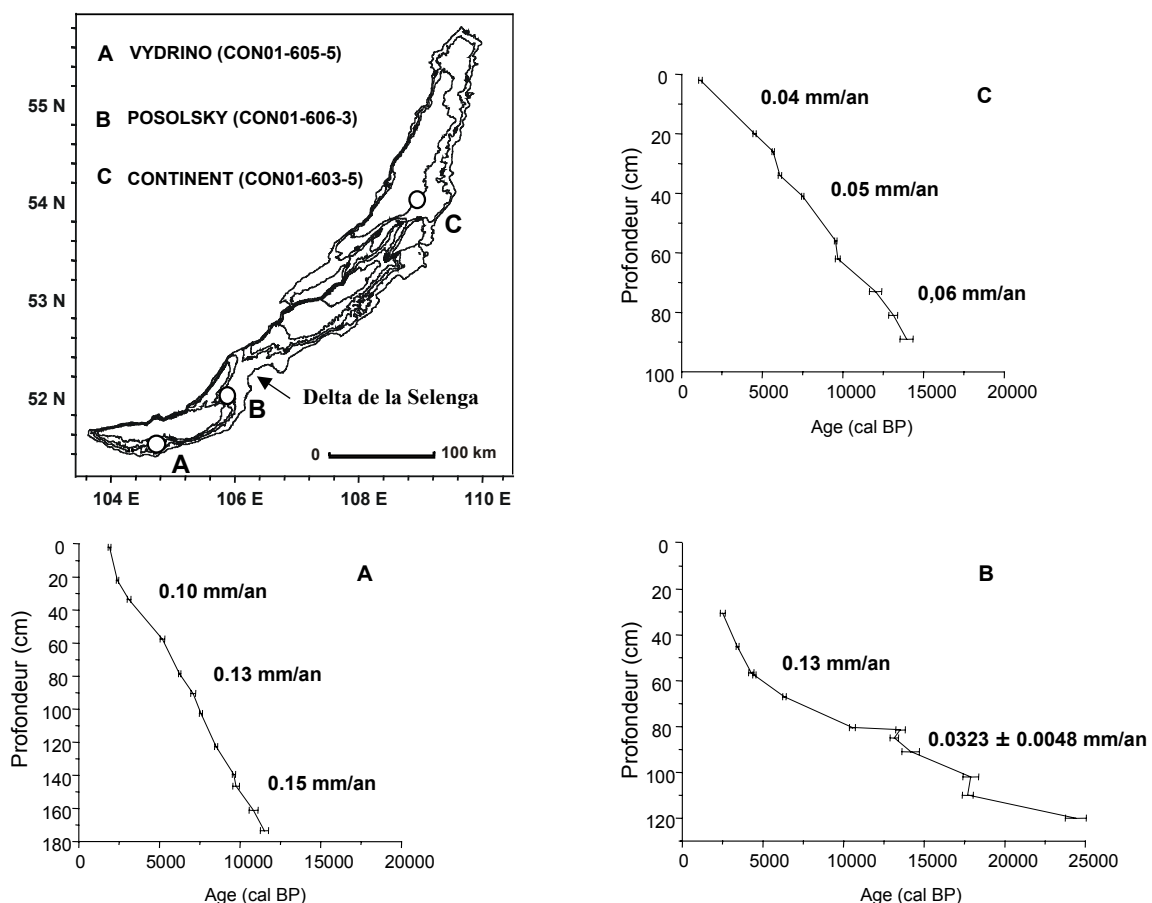 A VYDRINO (CON01-605-5)
B POSOLSKY (CON01-606-3)
C CONTINENT (CON01-603-5)
55 N
54 N
53 N
52 N
C
B
A
Delta de la Selenga
0 100 km
104 E 106 E 108 E 110 E
C
0.04 mm/an
0.05 mm/an
0,06 mm/an
Profondeur (cm)
0
20
40
60
80
100
0 5000 10000 15000 20000
Age (cal BP)
A
0.10 mm/an
0.13 mm/an
0.15 mm/an
Profondeur (cm)
0
20
40
60
80
100
120
140
160
180
0 5000 10000 15000 20000
Age (cal BP)
B
0.13 mm/an
0.0323 ± 0.0048 mm/an
Profondeur (cm)
0
20
40
60
80
100
120
0 5000 10000 15000 20000 25000
Age (cal BP)